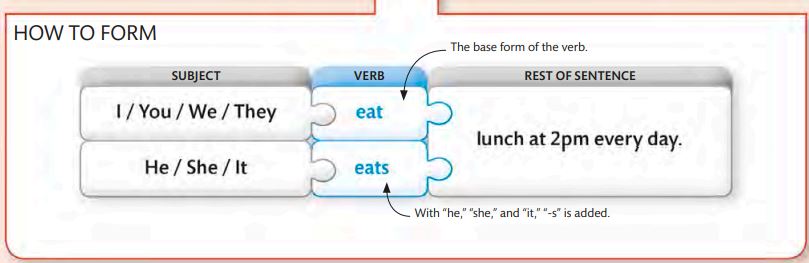 HOW TO FORM
The base form of the verb.
SUBJECT
VERB
REST OF SENTENCE
I / You / We / They
eat
lunch at 2pm every day.
He / She / It
eats
With “he,” “she,” and “it,” “-s” is added.